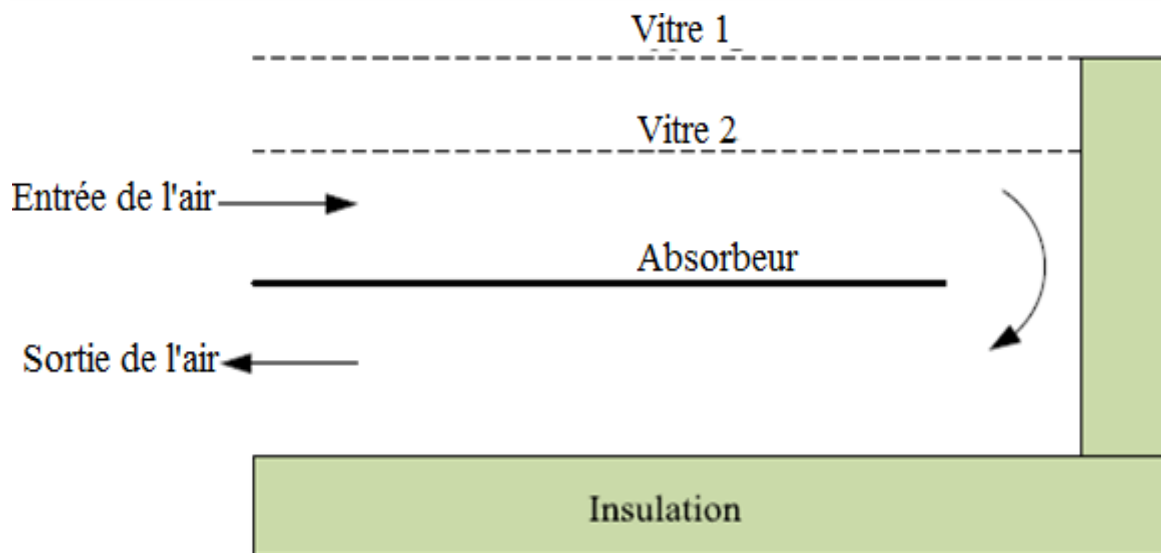 Vitre 1
Vitre 2
Entrée de l'air
Absorbeur
Sortie de l'air
Insulation